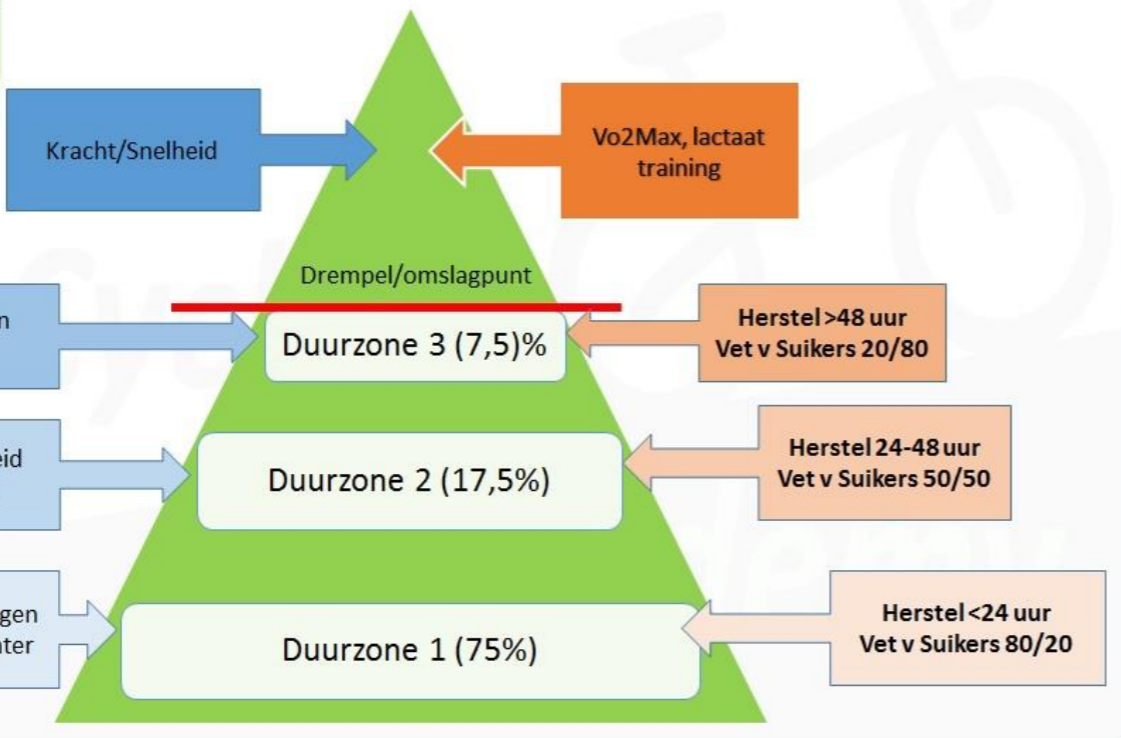 Kracht/Snelheid
Vo2Max, lactaat
training
Drempel/omslagpunt
Duurzone 3 (7,5)%
Herstel >48 uur
Vet v Suikers 20/80
Duurzone 2 (17,5%)
Herstel 24-48 uur
Vet v Suikers 50/50
Duurzone 1 (75%)
Herstel <24 uur
Vet v Suikers 80/20